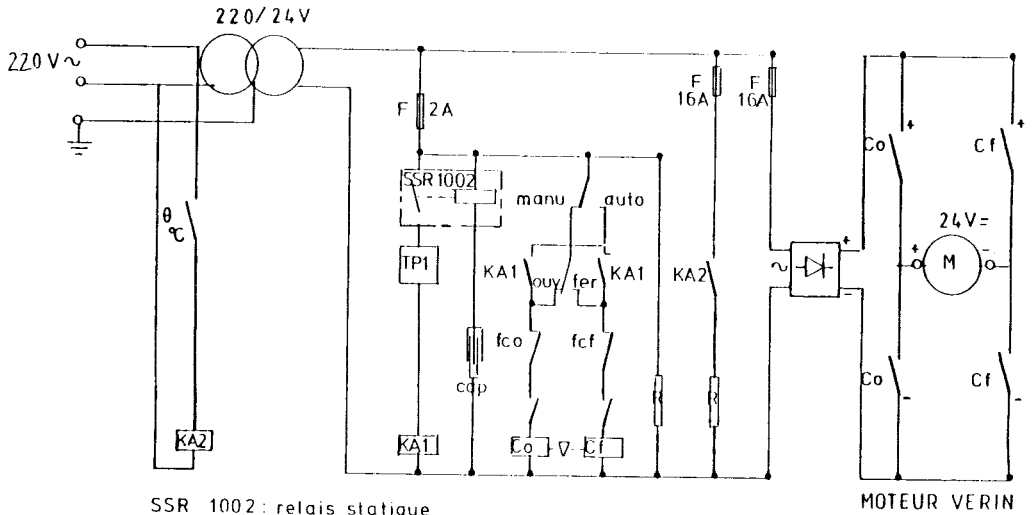 220/24V
220V~
F 2A
F 16A
F 16A
SSR 1002
manu auto
Co
Cf
+
+
θ °C
TP1
KA1
ouv fer
KA1
KA2
~
+
-
24V=
+ M -
fco
fcf
cap
R
R
Co -
Cf -
KA2
KA1
Co
Cf
SSR 1002: relais statique
MOTEUR VERIN